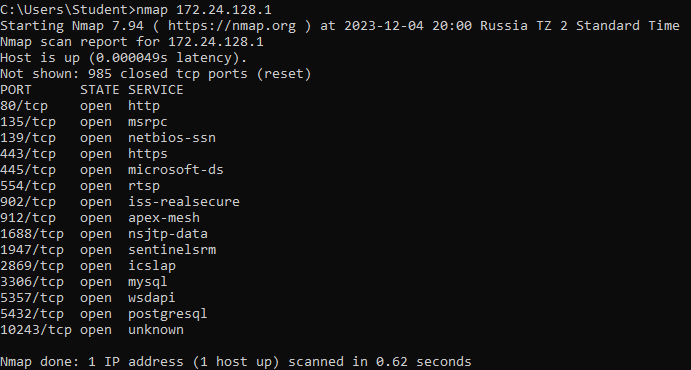 C:\Users\Student>nmap 172.24.128.1
Starting Nmap 7.94 ( https://nmap.org ) at 2023-12-04 20:00 Russia TZ 2 Standard Time
Nmap scan report for 172.24.128.1
Host is up (0.000049s latency).
Not shown: 985 closed tcp ports (reset)
PORT      STATE SERVICE
80/tcp    open  http
135/tcp   open  msrpc
139/tcp   open  netbios-ssn
443/tcp   open  https
445/tcp   open  microsoft-ds
554/tcp   open  rtsp
902/tcp   open  iss-realsecure
912/tcp   open  apex-mesh
1688/tcp  open  nsjtp-data
1947/tcp  open  sentinelsrm
2869/tcp  open  icslap
3306/tcp  open  mysql
5357/tcp  open  wsdapi
5432/tcp  open  postgresql
10243/tcp open  unknown
Nmap done: 1 IP address (1 host up) scanned in 0.62 seconds